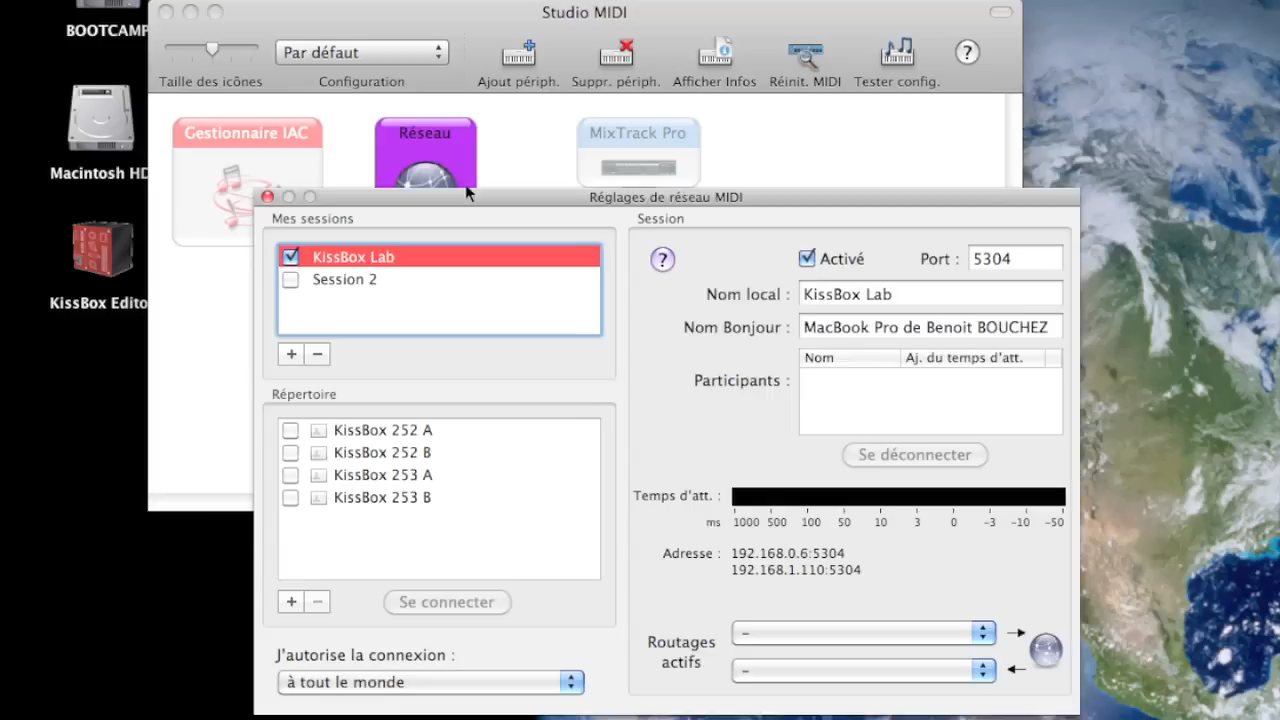 BOOTCAMP
Macintosh HD
KissBox Edito
Studio MIDI
Par défaut
?
Taille des icônes
Configuration
Ajout périph.
Suppr. périph.
Afficher Infos
Réinit. MIDI
Tester config.
Gestionnaire IAC
Réseau
MixTrack Pro
Réglages de réseau MIDI
Mes sessions
KissBox Lab
Session 2
+ −
Répertoire
KissBox 252 A
KissBox 252 B
KissBox 253 A
KissBox 253 B
+ −
Se connecter
J'autorise la connexion :
à tout le monde
Session
?
Activé
Port : 5304
Nom local : KissBox Lab
Nom Bonjour : MacBook Pro de Benoit BOUCHEZ
Nom Aj. du temps d'att.
Participants :
Se déconnecter
Temps d'att. :
ms 1000 500 100 50 10 3 0 -3 -10 -50
Adresse : 192.168.0.6:5304
192.168.1.110:5304
Routages actifs
–
–